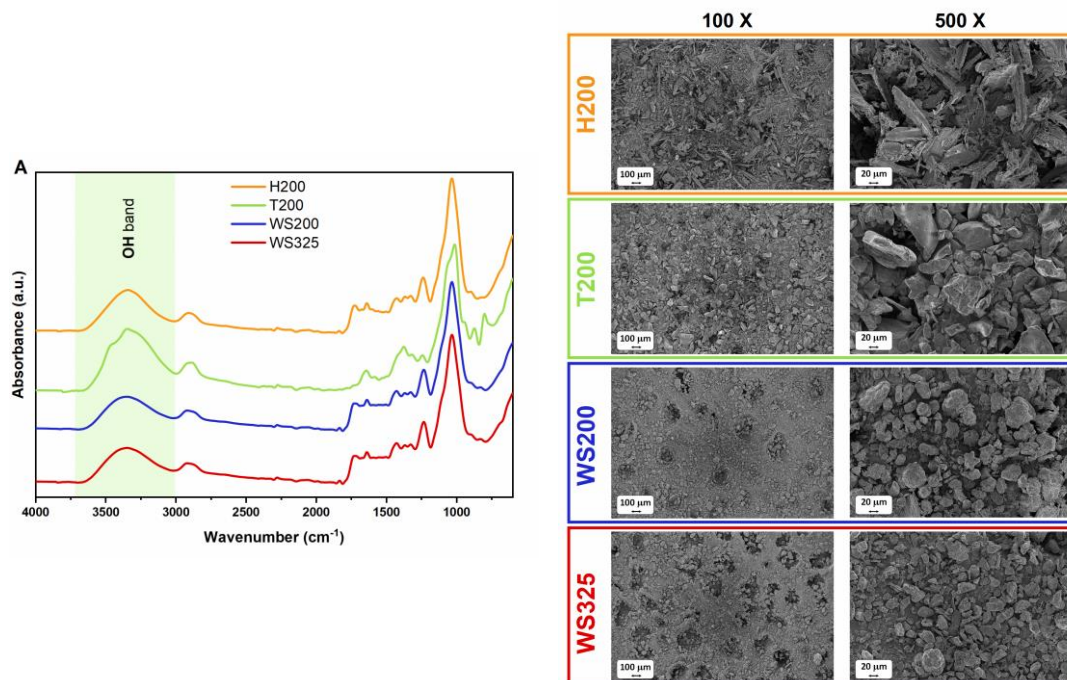 A
OH band
H200
T200
WS200
WS325
Absorbance (a.u.)
4000 3500 3000 2500 2000 1500 1000
Wavenumber (cm⁻¹)
100 X 500 X
H200
100 µm 20 µm
T200
100 µm 20 µm
WS200
100 µm 20 µm
WS325
100 µm 20 µm